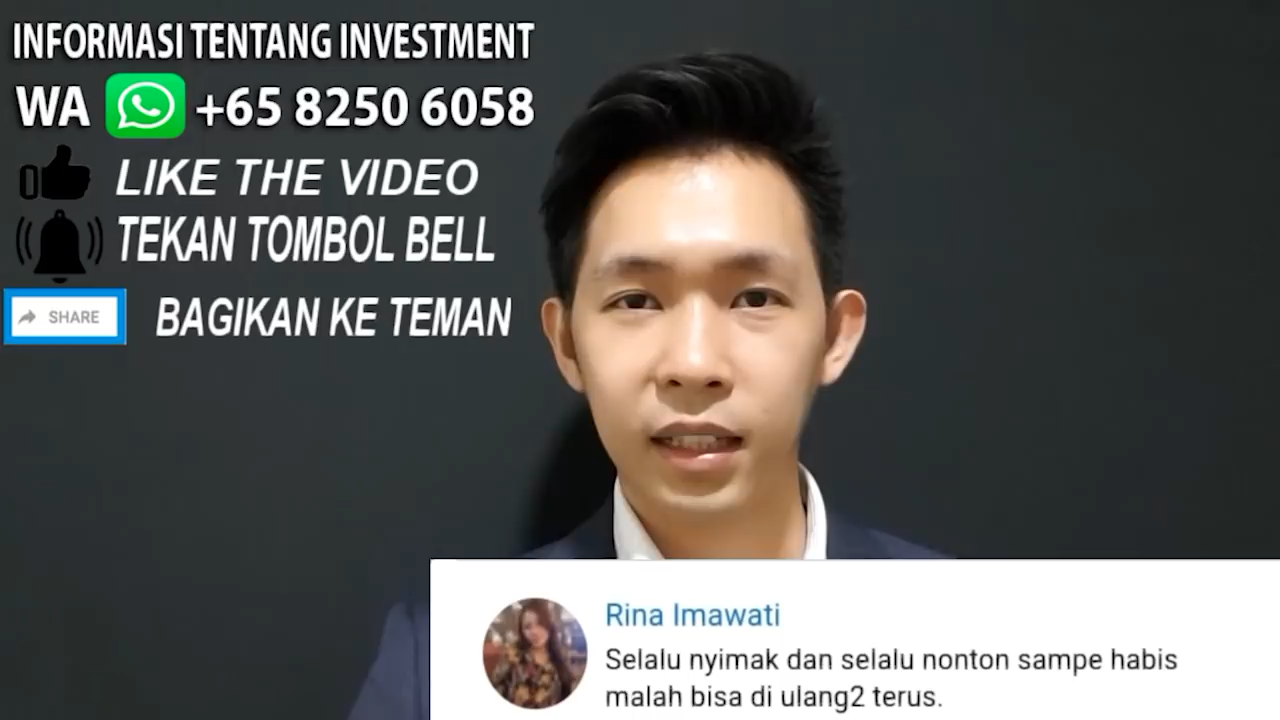 INFORMASI TENTANG INVESTMENT
WA +65 8250 6058
LIKE THE VIDEO
TEKAN TOMBOL BELL
SHARE BAGIKAN KE TEMAN
Rina Imawati
Selalu nyimak dan selalu nonton sampe habis
malah bisa di ulang2 terus.